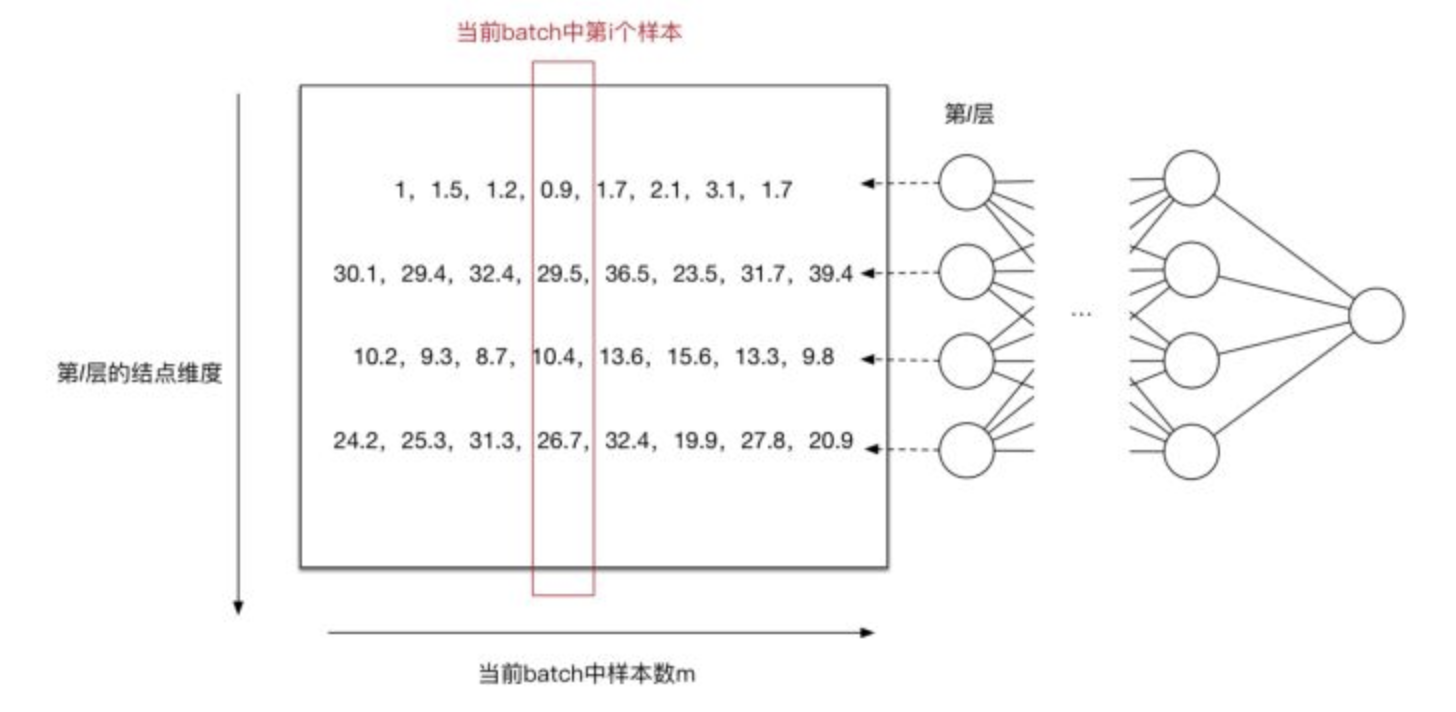 当前batch中第i个样本
第l层
1, 1.5, 1.2, 0.9, 1.7, 2.1, 3.1, 1.7
30.1, 29.4, 32.4, 29.5, 36.5, 23.5, 31.7, 39.4
...
10.2, 9.3, 8.7, 10.4, 13.6, 15.6, 13.3, 9.8
第l层的结点维度
24.2, 25.3, 31.3, 26.7, 32.4, 19.9, 27.8, 20.9
当前batch中样本数m